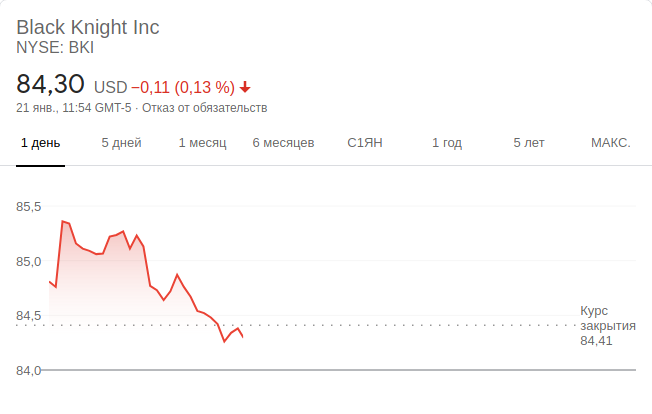 Black Knight Inc
NYSE: BKI
84,30 USD −0,11 (0,13 %)
21 янв., 11:54 GMT-5 · Отказ от обязательств
1 день 5 дней 1 месяц 6 месяцев С1ЯН 1 год 5 лет МАКС.
85,5
85,0
84,5
Курс
закрытия
84,41
84,0